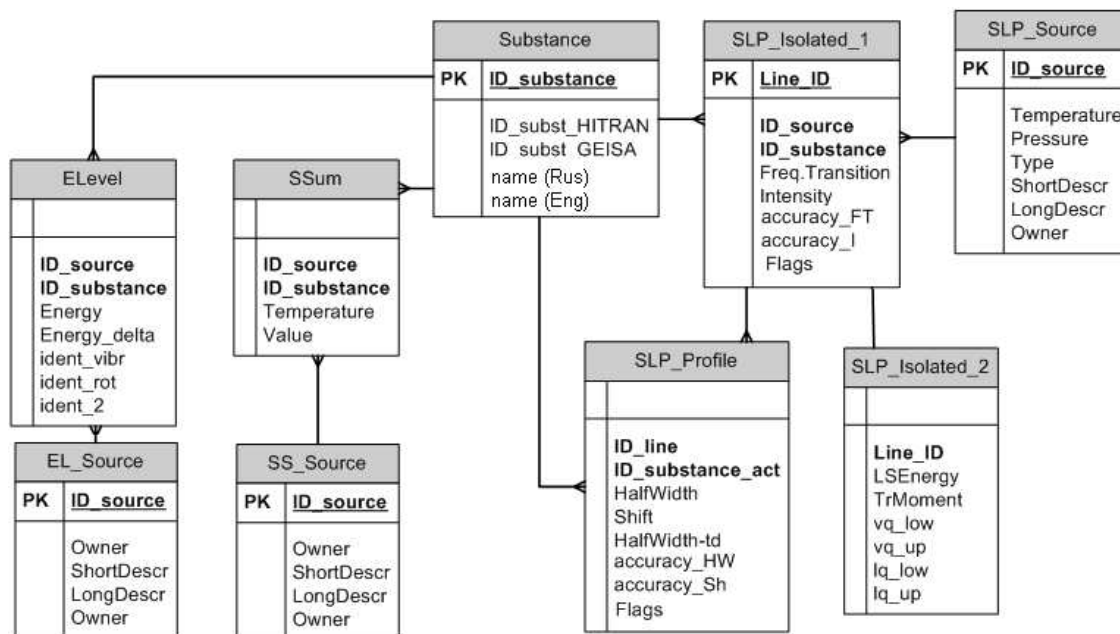 Substance
PK ID_substance
ID_subst_HITRAN
ID_subst_GEISA
name (Rus)
name (Eng)
SLP_Isolated_1
PK Line_ID
ID_source
ID_substance
Freq.Transition
Intensity
accuracy_FT
accuracy_I
Flags
SLP_Source
PK ID_source
Temperature
Pressure
Type
ShortDescr
LongDescr
Owner
ELevel
ID_source
ID_substance
Energy
Energy_delta
ident_vibr
ident_rot
ident_2
SSum
ID_source
ID_substance
Temperature
Value
SLP_Profile
ID_line
ID_substance_act
HalfWidth
Shift
HalfWidth-td
accuracy_HW
accuracy_Sh
Flags
SLP_Isolated_2
Line_ID
LSEnergy
TrMoment
vq_low
vq_up
lq_low
lq_up
EL_Source
PK ID_source
Owner
ShortDescr
LongDescr
Owner
SS_Source
PK ID_source
Owner
ShortDescr
LongDescr
Owner